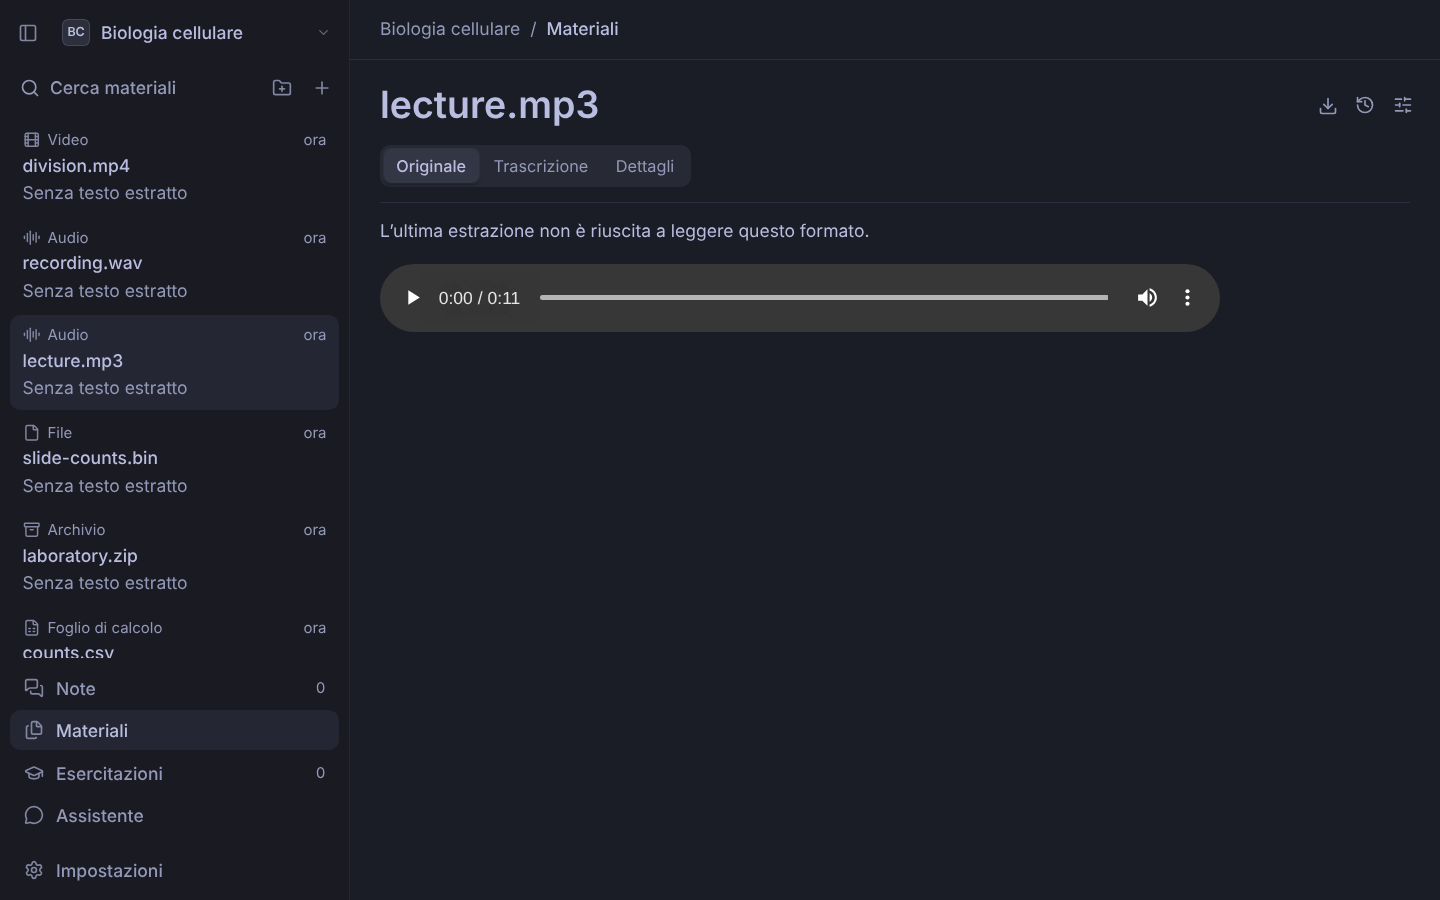 BC Biologia cellulare
Cerca materiali
Video ora
division.mp4
Senza testo estratto
Audio ora
recording.wav
Senza testo estratto
Audio ora
lecture.mp3
Senza testo estratto
File ora
slide-counts.bin
Senza testo estratto
Archivio ora
laboratory.zip
Senza testo estratto
Foglio di calcolo ora
counts.csv
Note 0
Materiali
Esercitazioni 0
Assistente
Impostazioni
Biologia cellulare / Materiali
lecture.mp3
Originale Trascrizione Dettagli
L’ultima estrazione non è riuscita a leggere questo formato.
0:00 / 0:11